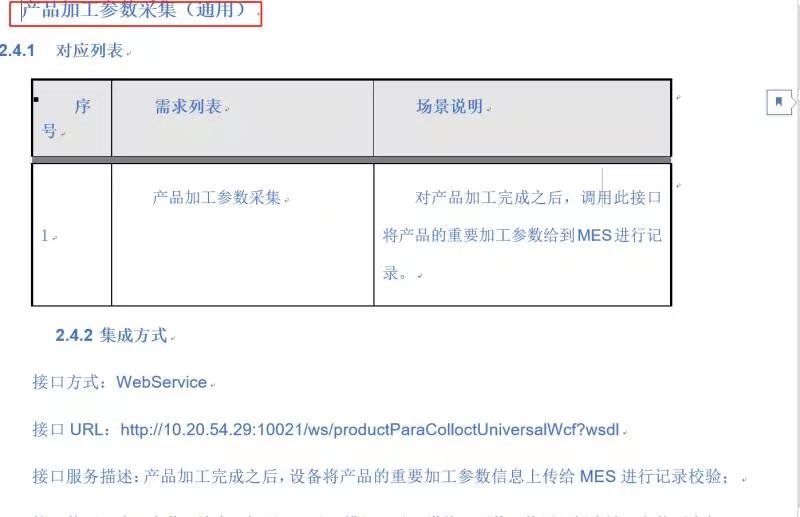 产品加工参数采集（通用）
2.4.1 对应列表
序号 需求列表 场景说明
1 产品加工参数采集 对产品加工完成之后，调用此接口
将产品的重要加工参数给到MES进行记
录。
2.4.2 集成方式
接口方式：WebService
接口 URL：http://10.20.54.29:10021/ws/productParaColloctUniversalWcf?wsdl
接口服务描述：产品加工完成之后，设备将产品的重要加工参数信息上传给 MES 进行记录校验；